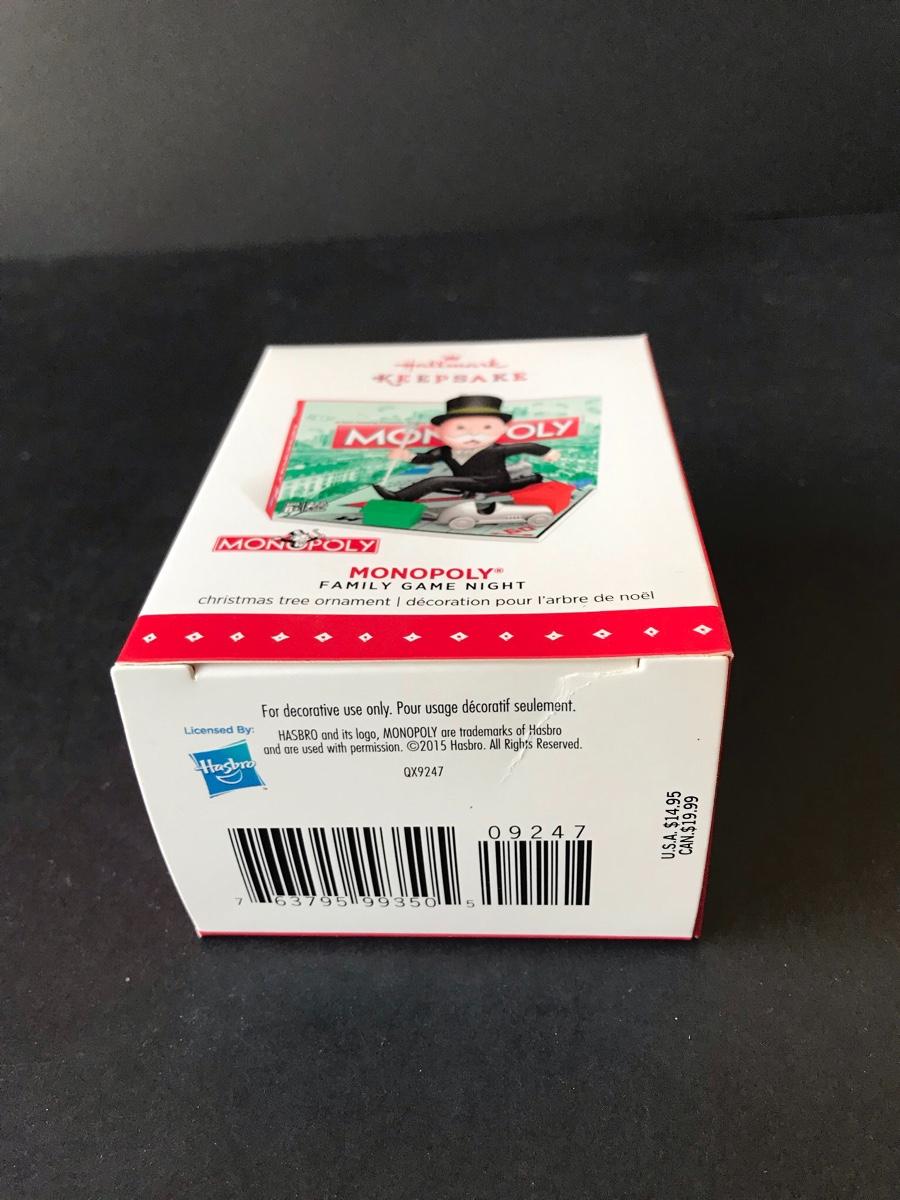 Hallmark
KEEPSAKE
MONOPOLY
MONOPOLY
MONOPOLY®
FAMILY GAME NIGHT
christmas tree ornament | décoration pour l'arbre de noël
For decorative use only. Pour usage décoratif seulement.
Licensed By:
Hasbro
HASBRO and its logo, MONOPOLY are trademarks of Hasbro
and are used with permission. ©2015 Hasbro. All Rights Reserved.
QX9247
09247
7 63795 99350 5
U.S.A. $14.95
CAN.$19.99